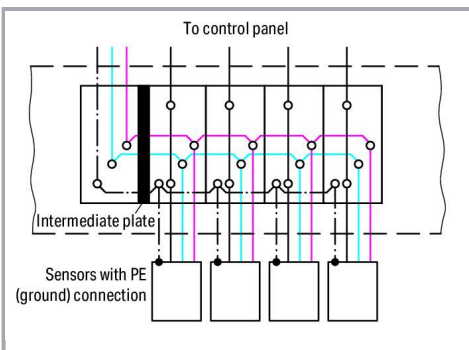 To control panel
Intermediate plate
Sensors with PE
(ground) connection